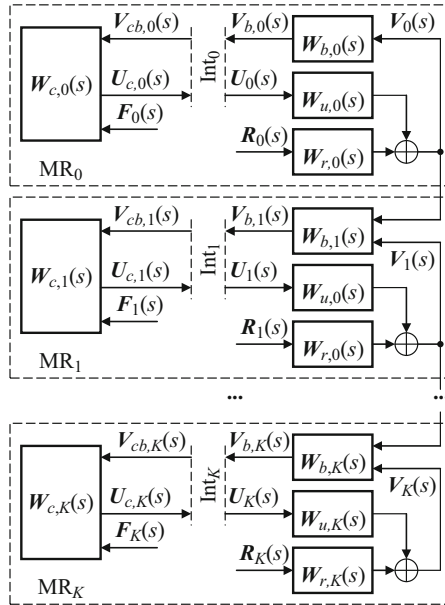 V_{cb,0}(s) V_{b,0}(s) V_0(s)
W_{c,0}(s) Int_0 W_{b,0}(s)
U_{c,0}(s) U_0(s) W_{u,0}(s)
F_0(s)
R_0(s) W_{r,0}(s)
MR_0
V_{cb,1}(s) V_{b,1}(s) W_{b,1}(s)
W_{c,1}(s) Int_1 V_1(s)
U_{c,1}(s) U_1(s) W_{u,0}(s)
F_1(s)
R_1(s) W_{r,0}(s)
MR_1
... ...
V_{cb,K}(s) V_{b,K}(s) W_{b,K}(s)
W_{c,K}(s) Int_K V_K(s)
U_{c,K}(s) U_K(s) W_{u,K}(s)
F_K(s)
R_K(s) W_{r,K}(s)
MR_K